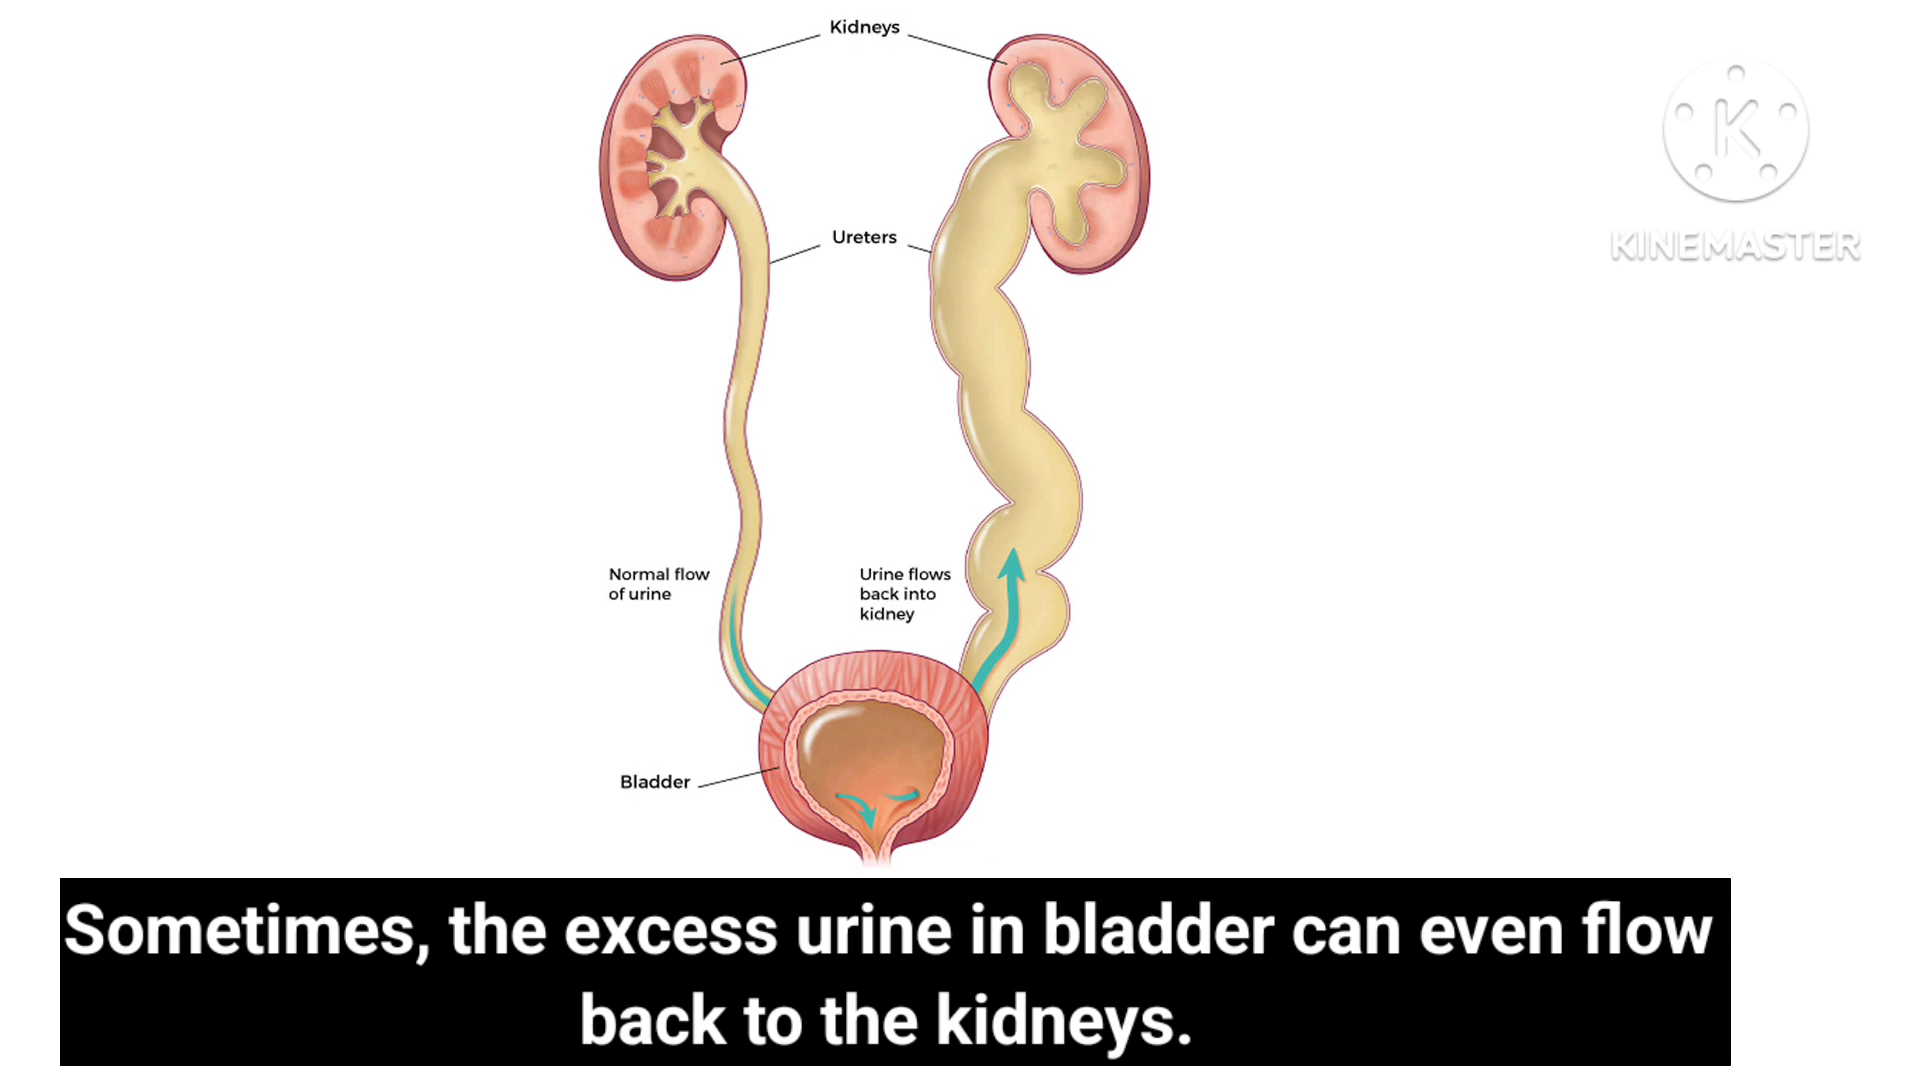 Kidneys
K
KINEMASTER
Ureters
Normal flow
of urine
Urine flows
back into
kidney
Bladder
Sometimes, the excess urine in bladder can even flow
back to the kidneys.